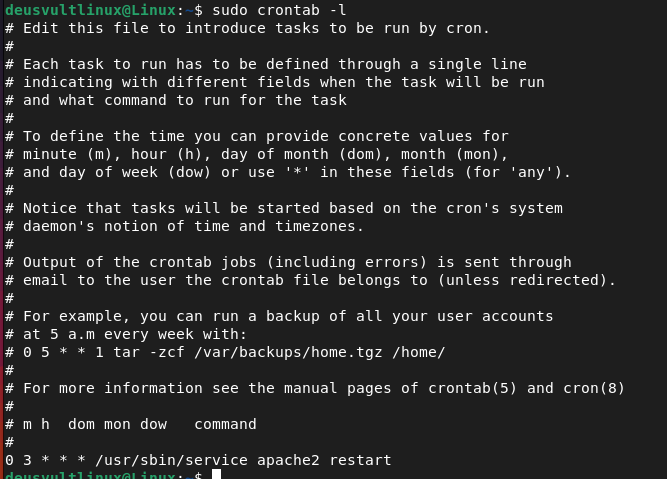 deusvultlinux@Linux:~$ sudo crontab -l
# Edit this file to introduce tasks to be run by cron.
#
# Each task to run has to be defined through a single line
# indicating with different fields when the task will be run
# and what command to run for the task
#
# To define the time you can provide concrete values for
# minute (m), hour (h), day of month (dom), month (mon),
# and day of week (dow) or use '*' in these fields (for 'any').
#
# Notice that tasks will be started based on the cron's system
# daemon's notion of time and timezones.
#
# Output of the crontab jobs (including errors) is sent through
# email to the user the crontab file belongs to (unless redirected).
#
# For example, you can run a backup of all your user accounts
# at 5 a.m every week with:
# 0 5 * * 1 tar -zcf /var/backups/home.tgz /home/
#
# For more information see the manual pages of crontab(5) and cron(8)
#
# m h  dom mon dow   command
#
0 3 * * * /usr/sbin/service apache2 restart
deusvultlinux@Linux:~$